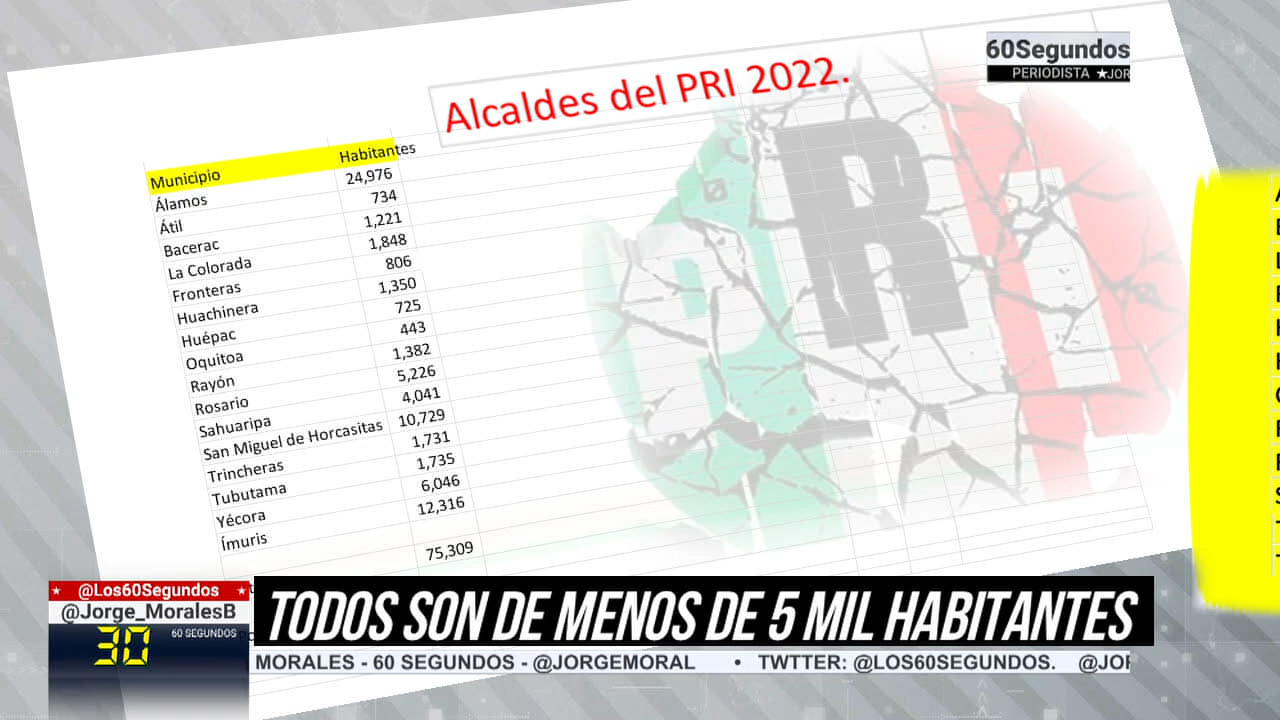 60Segundos
PERIODISTA ★JOR
Alcaldes del PRI 2022.
PRI
Municipio Habitantes
Álamos 24,976
Átil 734
Bacerac 1,221
La Colorada 1,848
Fronteras 806
Huachinera 1,350
Huépac 725
Oquitoa 443
Rayón 1,382
Rosario 5,226
Sahuaripa 4,041
San Miguel de Horcasitas 10,729
Trincheras 1,731
Tubutama 1,735
Yécora 6,046
Ímuris 12,316
75,309
@Los60Segundos
@Jorge_MoralesB
30 60 SEGUNDOS
TODOS SON DE MENOS DE 5 MIL HABITANTES
MORALES - 60 SEGUNDOS - @JORGEMORAL • TWTTER: @LOS60SEGUNDOS. @JOR